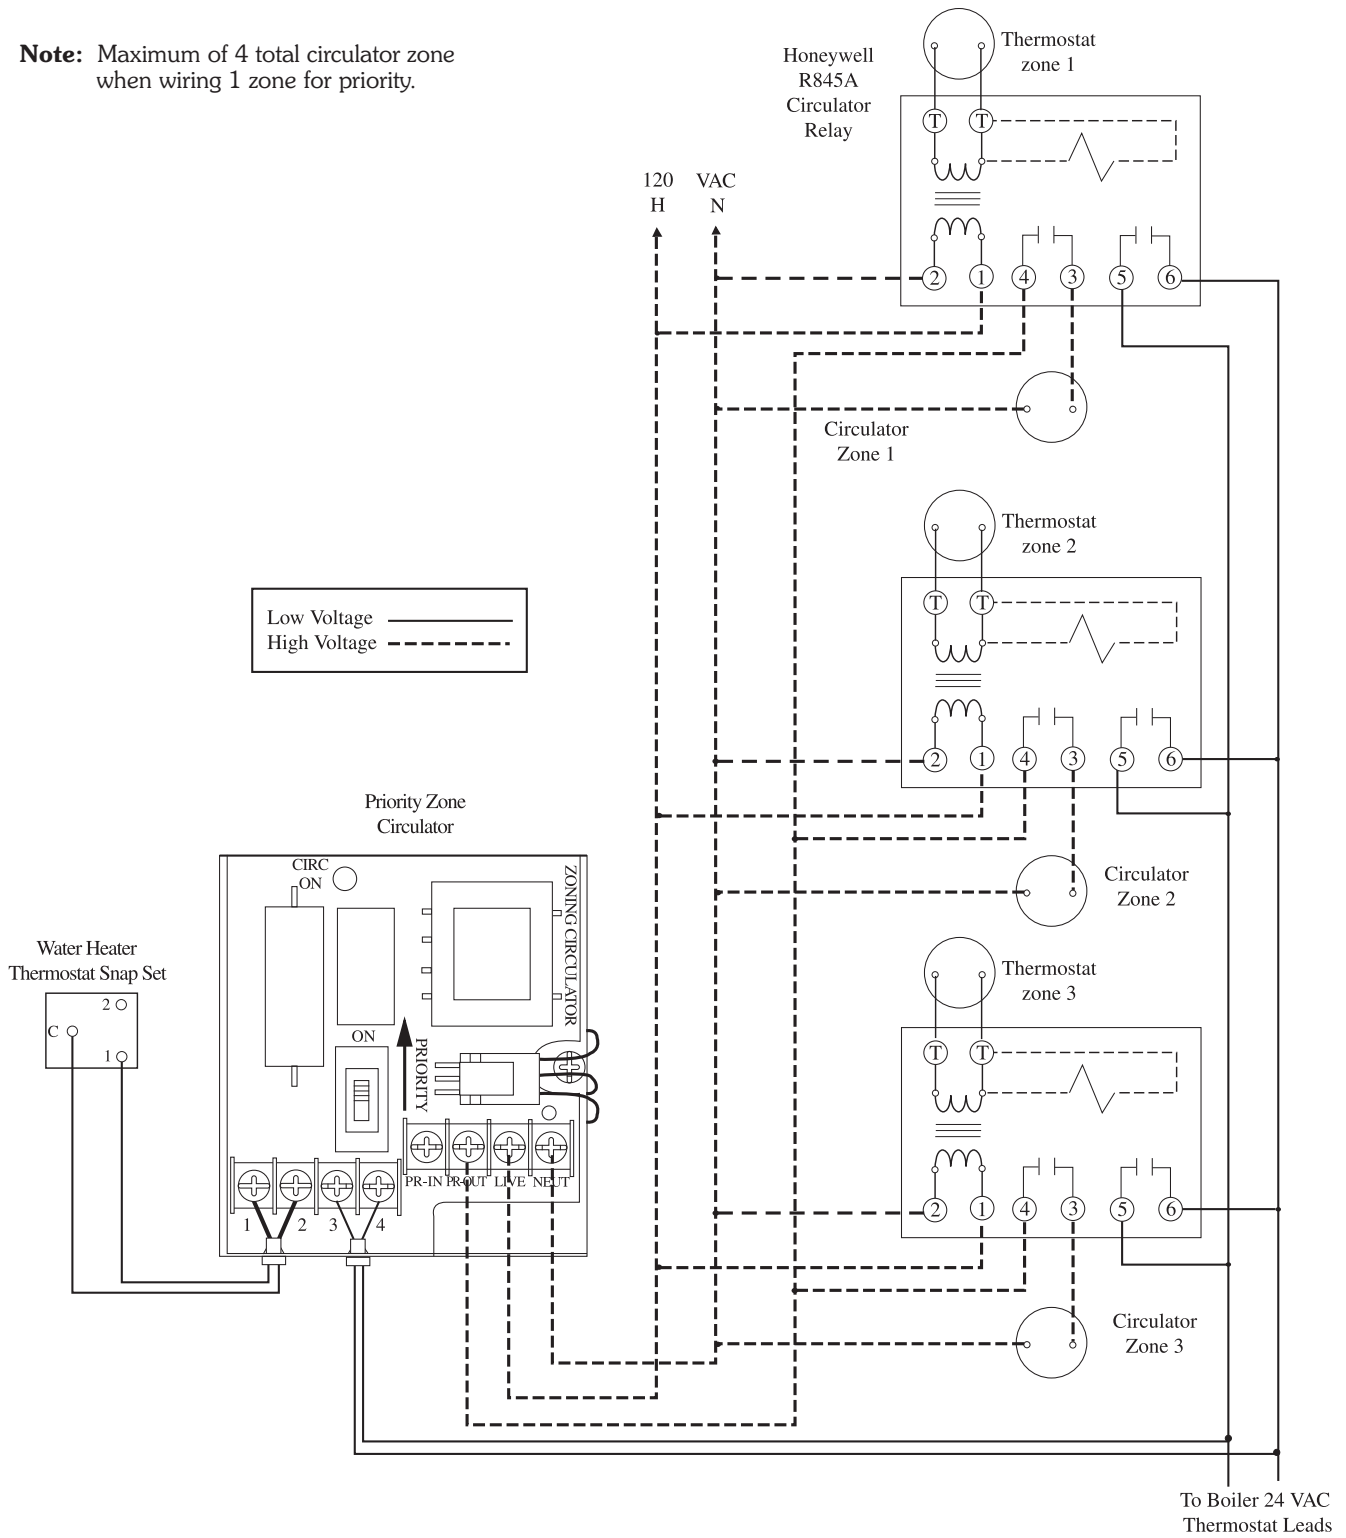 Note: Maximum of 4 total circulator zone
when wiring 1 zone for priority.
Honeywell
R845A
Circulator
Relay
Thermostat
zone 1
T T
120 VAC
H N
2 1 4 3 5 6
Circulator
Zone 1
Thermostat
zone 2
T T
Low Voltage
High Voltage
2 1 4 3 5 6
Priority Zone
Circulator
Circulator
Zone 2
CIRC
ON
ZONING CIRCULATOR
Water Heater
Thermostat Snap Set
2
C
1
ON
PRIORITY
Thermostat
zone 3
T T
PR-IN PR-OUT LIVE NEUT
1 2 3 4
2 1 4 3 5 6
Circulator
Zone 3
To Boiler 24 VAC
Thermostat Leads